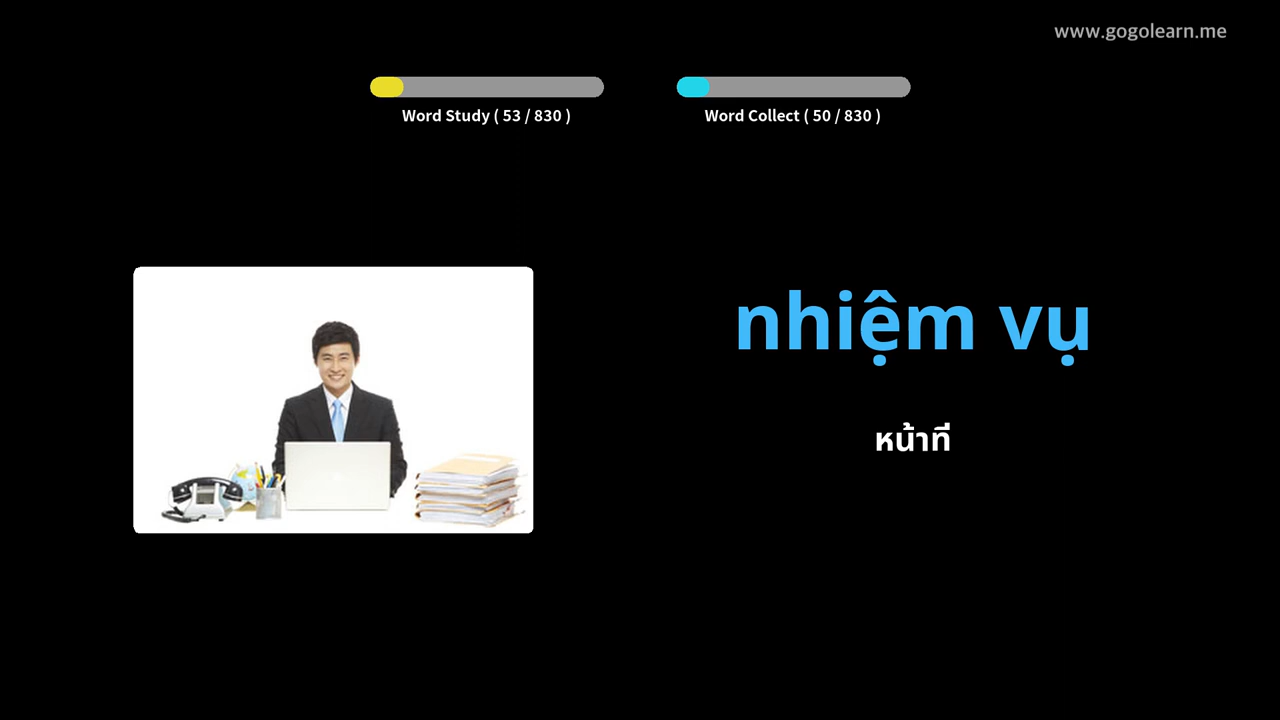 www.gogolearn.me
Word Study ( 53 / 830 )
Word Collect ( 50 / 830 )
nhiệm vụ
หน้าที่